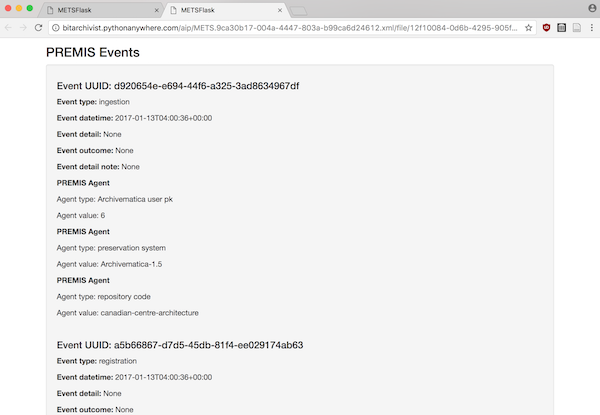 METSFlask
METSFlask
bitarchivist.pythonanywhere.com/aip/METS.9ca30b17-004a-4447-803a-b99ca6d24612.xml/file/12f10084-0d6b-4295-905f...
PREMIS Events
Event UUID: d920654e-e694-44f6-a325-3ad8634967df
Event type: ingestion
Event datetime: 2017-01-13T04:00:36+00:00
Event detail: None
Event outcome: None
Event detail note: None
PREMIS Agent
Agent type: Archivematica user pk
Agent value: 6
PREMIS Agent
Agent type: preservation system
Agent value: Archivematica-1.5
PREMIS Agent
Agent type: repository code
Agent value: canadian-centre-architecture
Event UUID: a5b66867-d7d5-45db-81f4-ee029174ab63
Event type: registration
Event datetime: 2017-01-13T04:00:36+00:00
Event detail: None
Event outcome: None